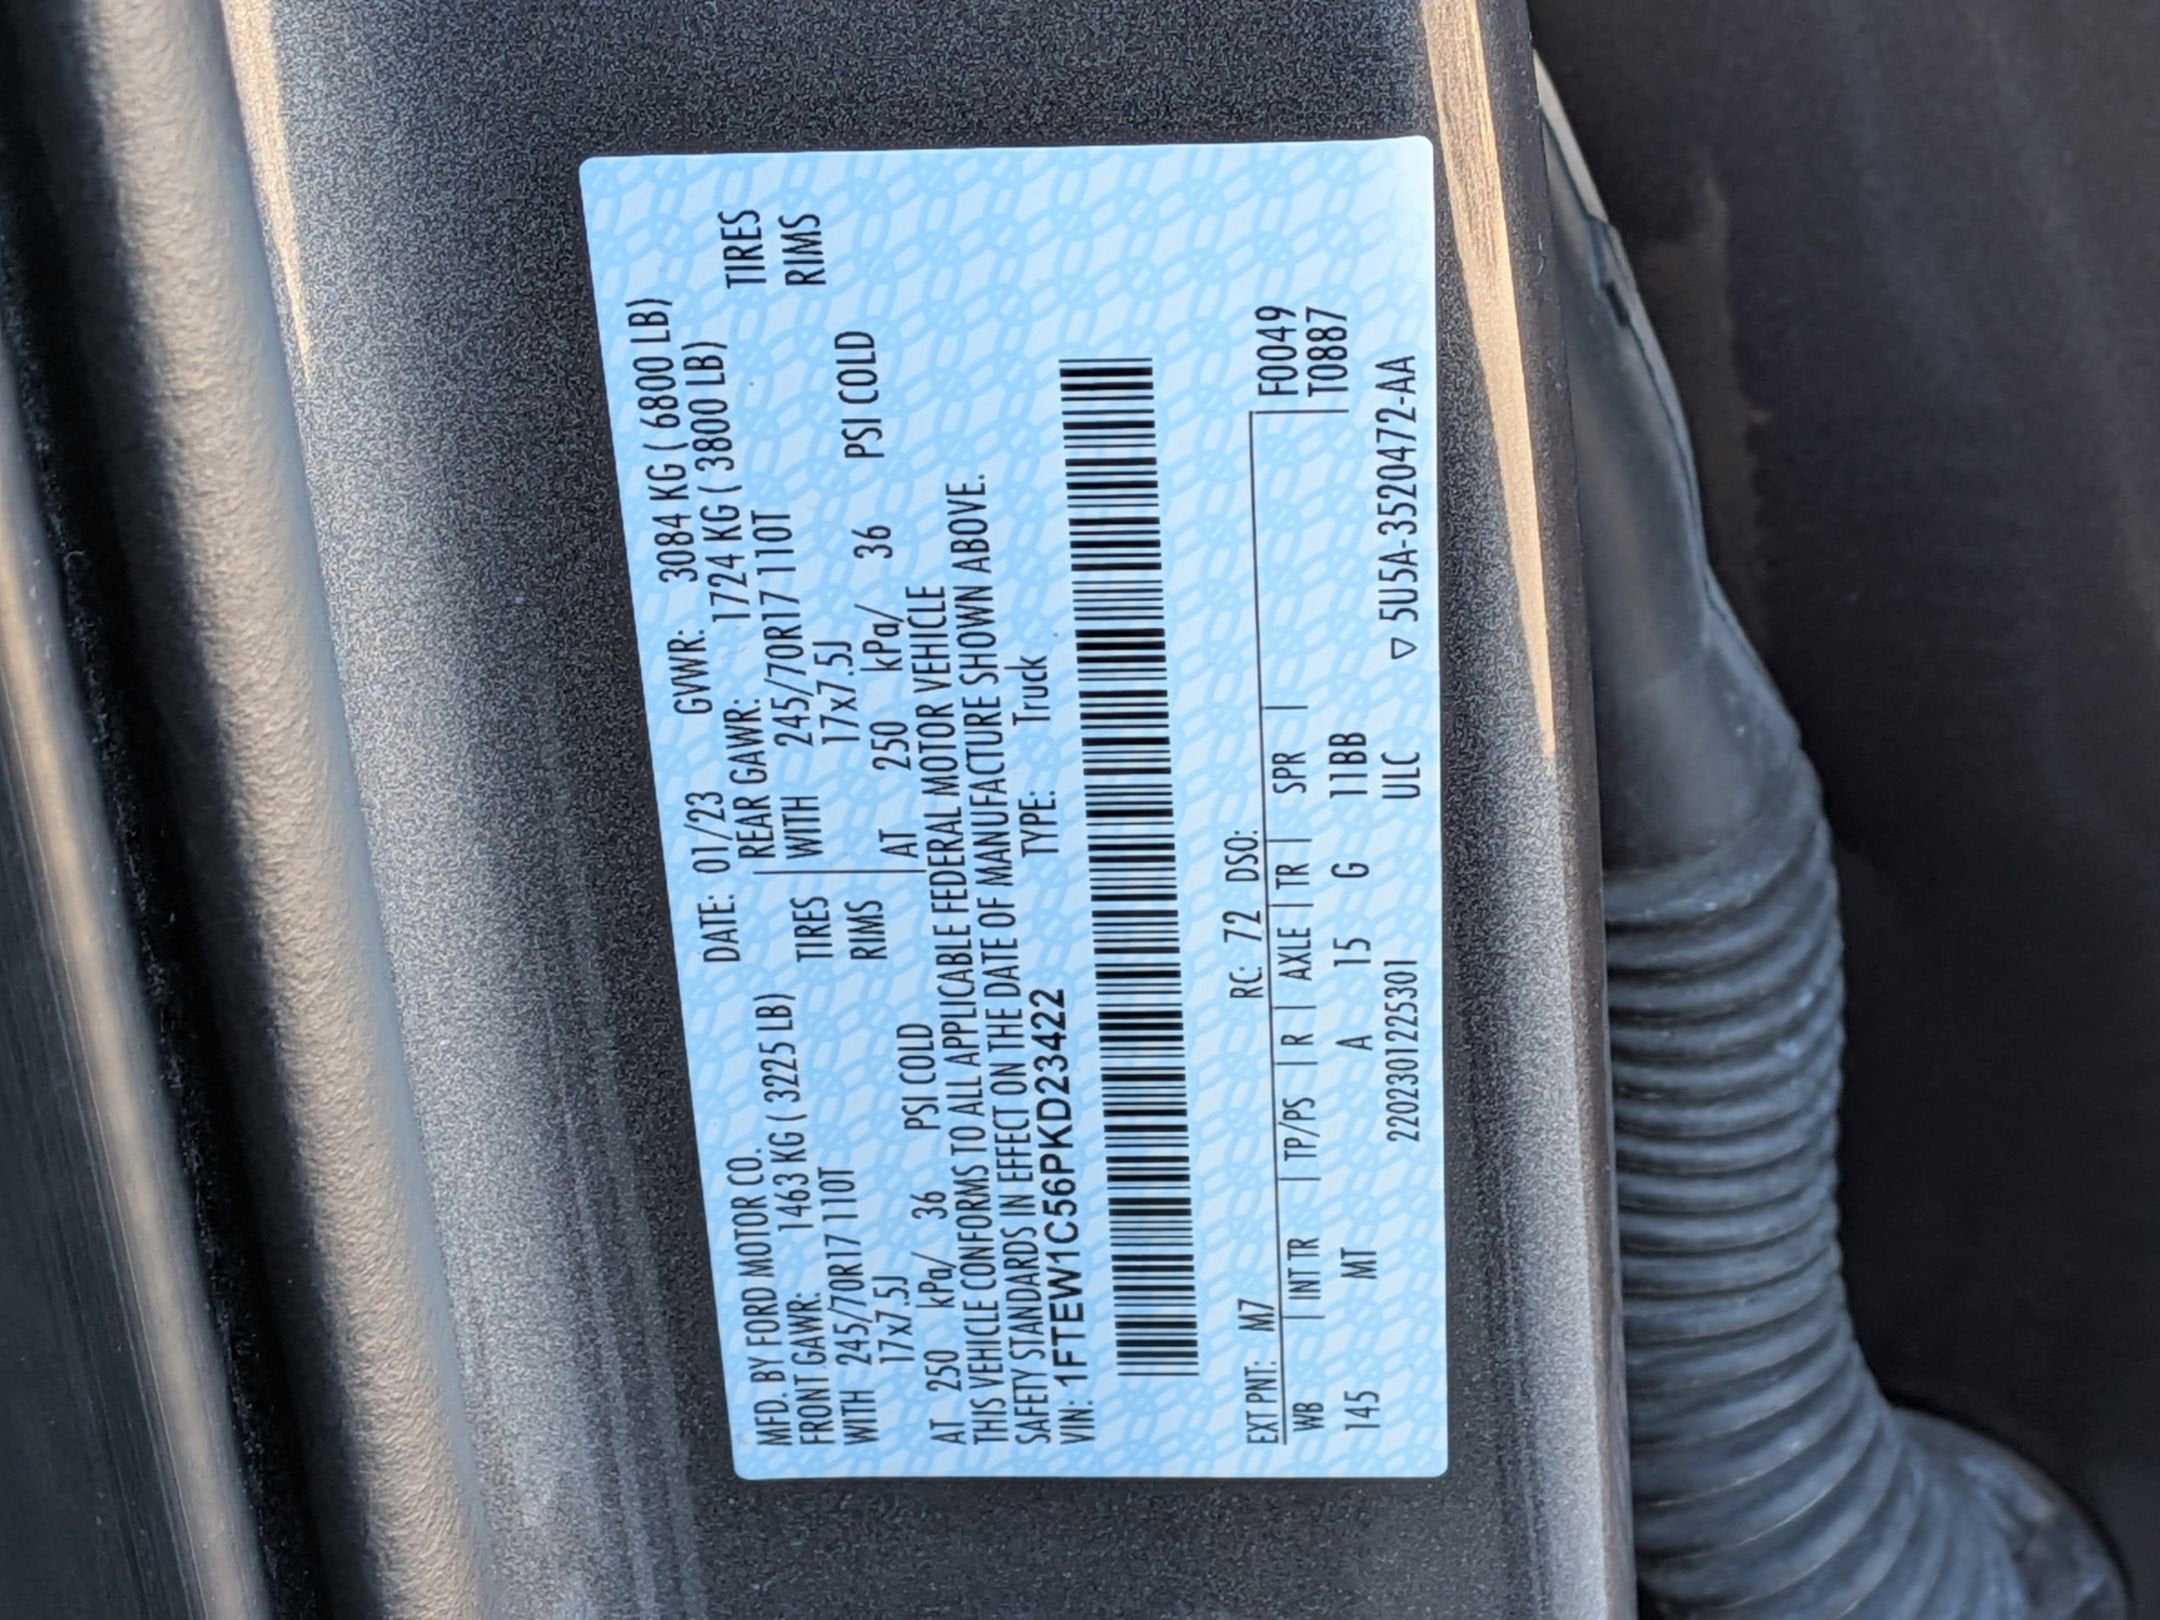 MFD. BY FORD MOTOR CO. DATE: 01/23 GVWR: 3084 KG ( 6800 LB)
FRONT GAWR: 1463 KG ( 3225 LB) REAR GAWR: 1724 KG ( 3800 LB)
WITH 245/70R17 110T TIRES WITH 245/70R17 110T TIRES
17x7.5J RIMS 17x7.5J RIMS
AT 250 kPa/ 36 PSI COLD AT 250 kPa/ 36 PSI COLD
THIS VEHICLE CONFORMS TO ALL APPLICABLE FEDERAL MOTOR VEHICLE
SAFETY STANDARDS IN EFFECT ON THE DATE OF MANUFACTURE SHOWN ABOVE.
VIN: 1FTEW1C56PKD23422 TYPE: Truck
EXT PNT: M7 RC: 72 DSO: F0049
WB | INT TR | TP/PS | R | AXLE | TR | SPR | T0887
145 MT A 15 G 11BB
220230122530I ULC ▽ 5U5A-3520472-AA